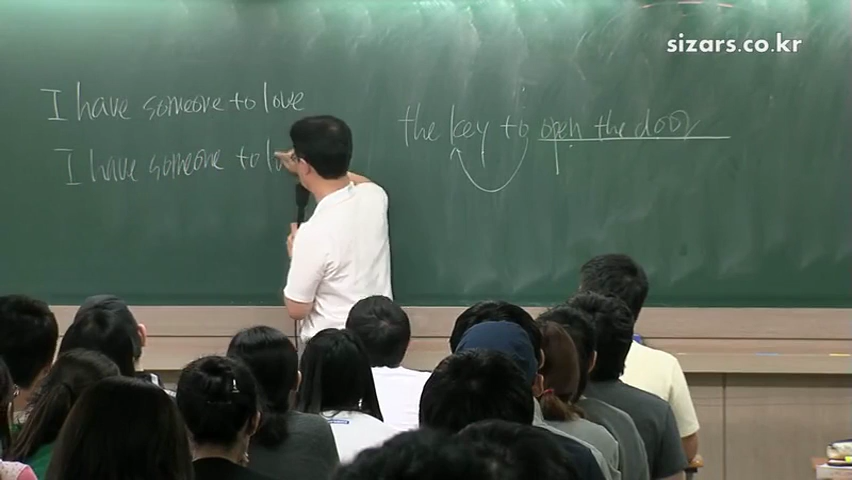 sizars.co.kr
I have someone to love
the key to open the door
I have someone to